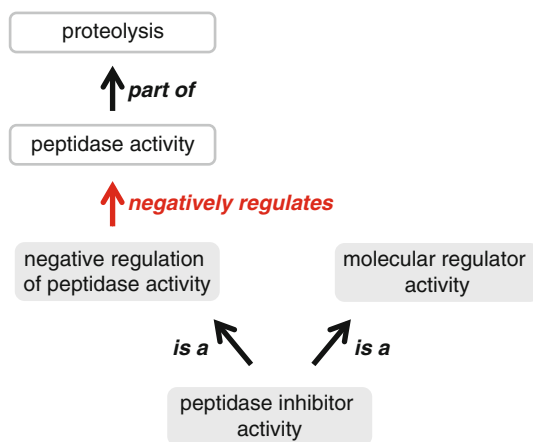 proteolysis
part of
peptidase activity
negatively regulates
negative regulation
of peptidase activity
molecular regulator
activity
is a
is a
peptidase inhibitor
activity